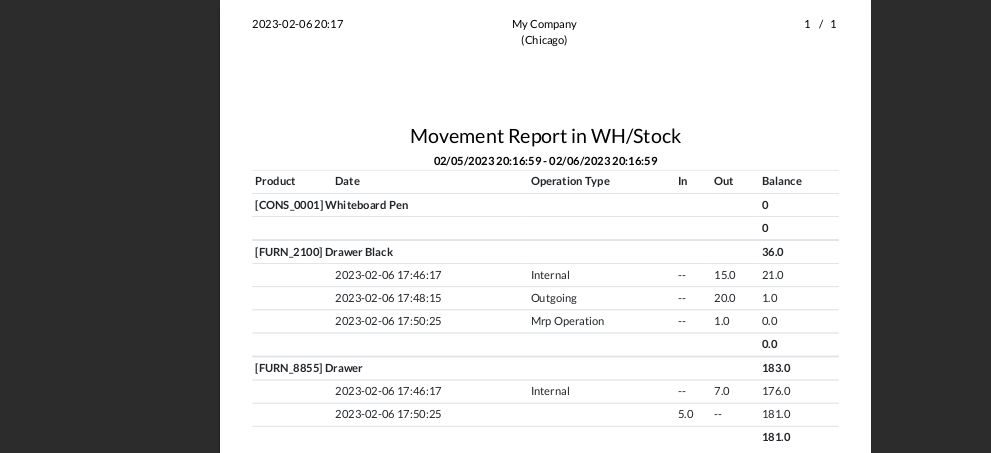 2023-02-06 20:17 My Company 1 / 1
(Chicago)
Movement Report in WH/Stock
02/05/2023 20:16:59 - 02/06/2023 20:16:59
Product Date Operation Type In Out Balance
[CONS_0001] Whiteboard Pen 0
0
[FURN_2100] Drawer Black 36.0
2023-02-06 17:46:17 Internal -- 15.0 21.0
2023-02-06 17:48:15 Outgoing -- 20.0 1.0
2023-02-06 17:50:25 Mrp Operation -- 1.0 0.0
0.0
[FURN_8855] Drawer 183.0
2023-02-06 17:46:17 Internal -- 7.0 176.0
2023-02-06 17:50:25 5.0 -- 181.0
181.0